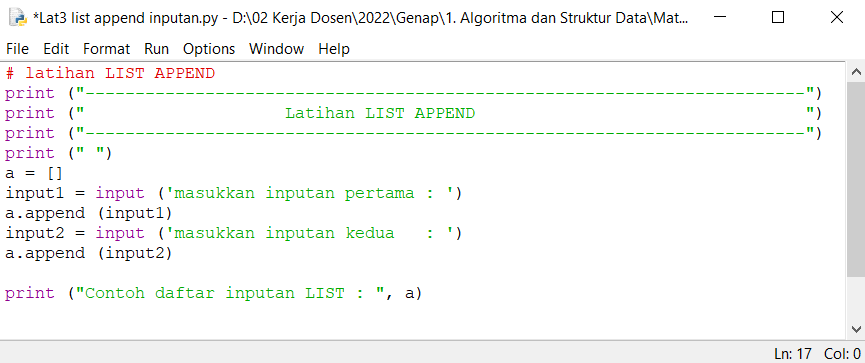 *Lat3 list append inputan.py - D:\02 Kerja Dosen\2022\Genap\1. Algoritma dan Struktur Data\Mat...
File Edit Format Run Options Window Help
# latihan LIST APPEND
print ("------------------------------------------------------------------------")
print ("                    Latihan LIST APPEND                                 ")
print ("------------------------------------------------------------------------")
print (" ")
a = []
input1 = input ('masukkan inputan pertama : ')
a.append (input1)
input2 = input ('masukkan inputan kedua   : ')
a.append (input2)
print ("Contoh daftar inputan LIST : ", a)
Ln: 17 Col: 0